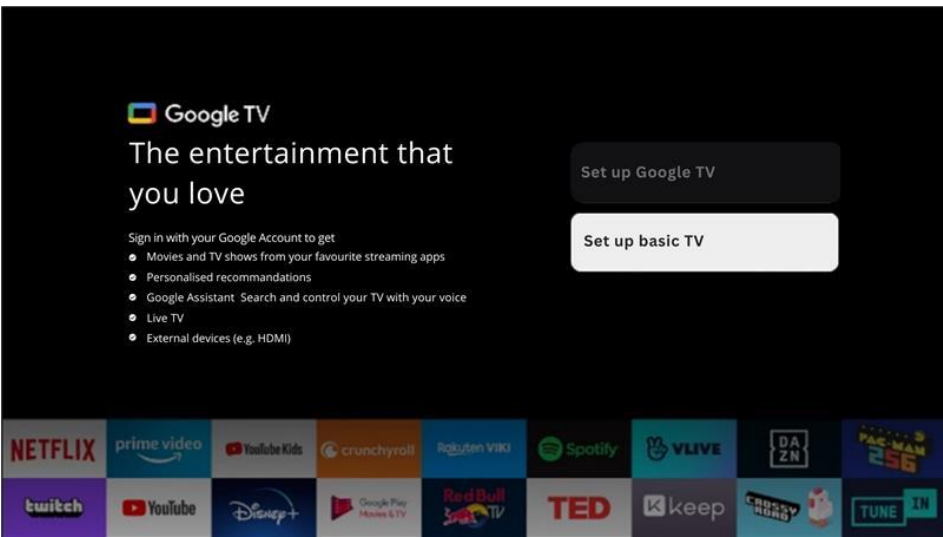 Google TV
The entertainment that
you love
Sign in with your Google Account to get
Movies and TV shows from your favourite streaming apps
Personalised recommandations
Google Assistant Search and control your TV with your voice
Live TV
External devices (e.g. HDMI)
Set up Google TV
Set up basic TV
NETFLIX
prime video
YouTube Kids
crunchyroll
Rakuten VIKI
Spotify
VLIVE
DA
ZN
PAC-MAN
256
twitch
YouTube
Disney+
Google Play
Movies & TV
Red Bull
TV
TED
keep
CROSSY
ROAD
TUNE IN